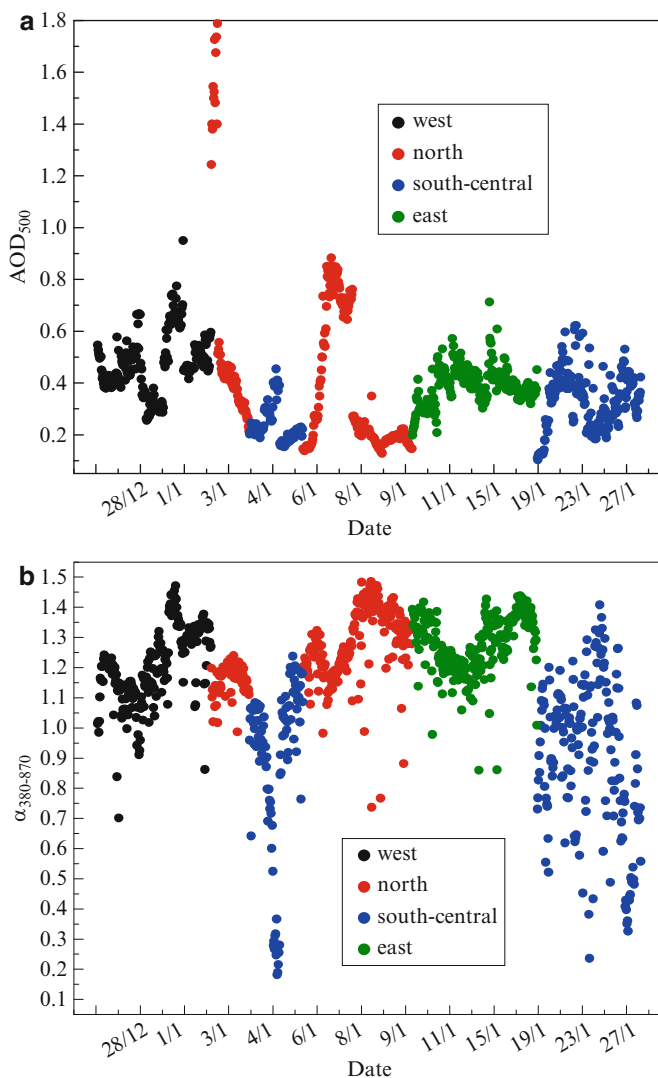 a
1.8
1.6
1.4
1.2
1.0
0.8
0.6
0.4
0.2
AOD500
west
north
south-central
east
28/12 1/1 3/1 4/1 6/1 8/1 9/1 11/1 15/1 19/1 23/1 27/1
Date
b
1.5
1.4
1.3
1.2
1.1
1.0
0.9
0.8
0.7
0.6
0.5
0.4
0.3
0.2
0.1
α380-870
west
north
south-central
east
28/12 1/1 3/1 4/1 6/1 8/1 9/1 11/1 15/1 19/1 23/1 27/1
Date